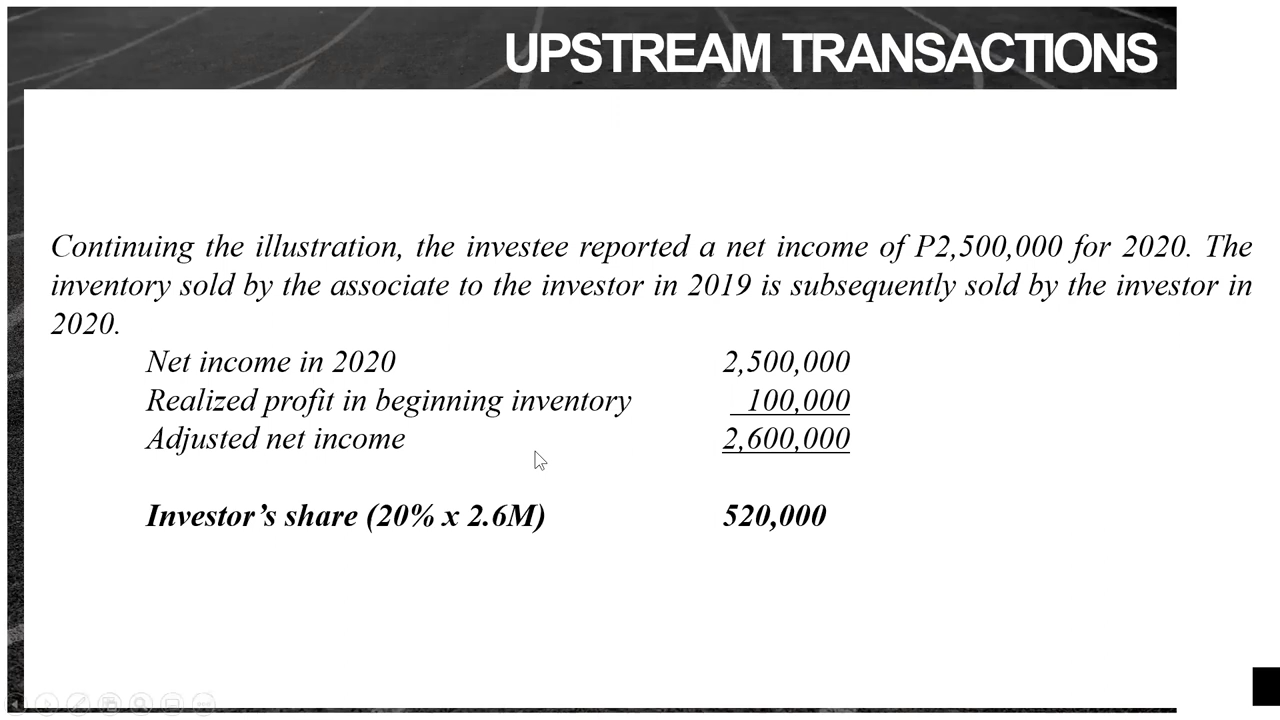 UPSTREAM TRANSACTIONS
Continuing the illustration, the investee reported a net income of P2,500,000 for 2020. The
inventory sold by the associate to the investor in 2019 is subsequently sold by the investor in
2020.
Net income in 2020 2,500,000
Realized profit in beginning inventory 100,000
Adjusted net income 2,600,000
Investor’s share (20% x 2.6M) 520,000